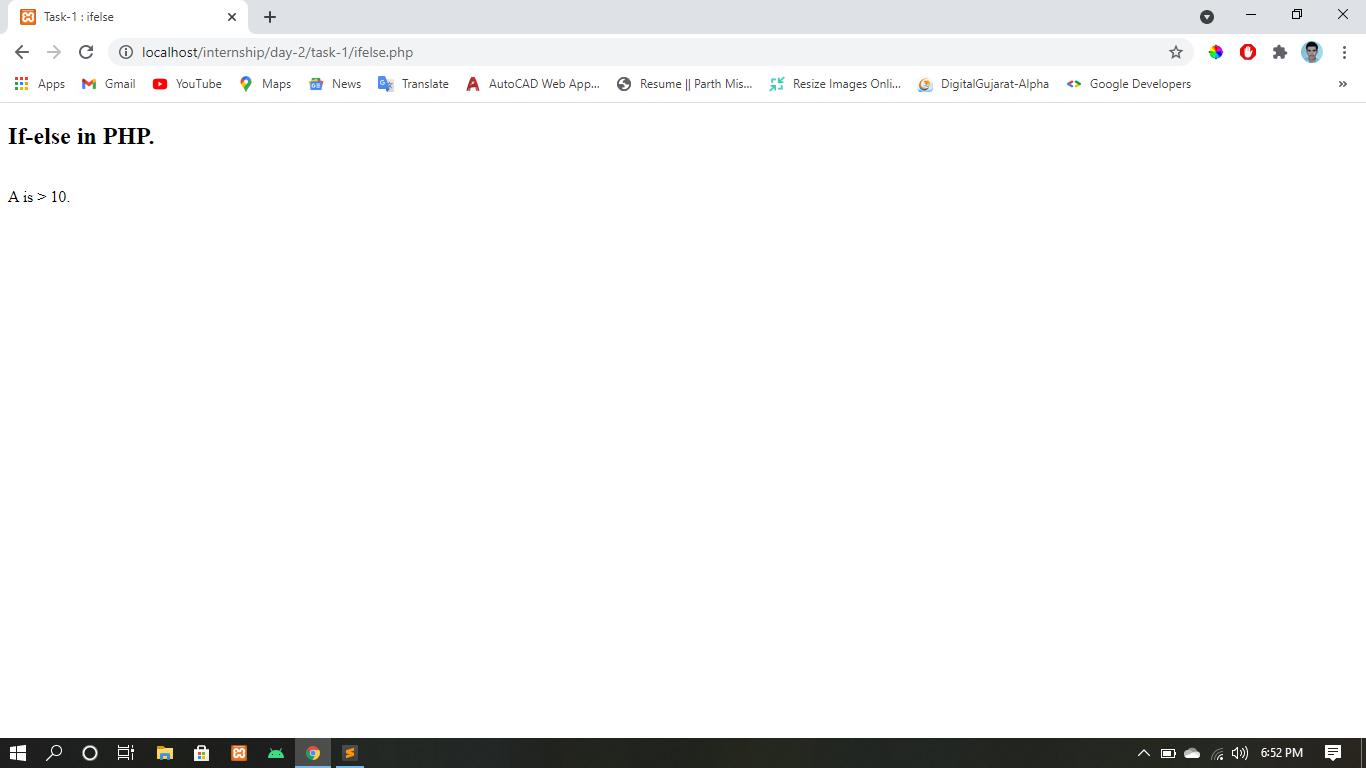 Task-1 : ifelse
localhost/internship/day-2/task-1/ifelse.php
Apps Gmail YouTube Maps News Translate AutoCAD Web App... Resume || Parth Mis... Resize Images Onli... DigitalGujarat-Alpha Google Developers »
If-else in PHP.
A is > 10.
6:52 PM